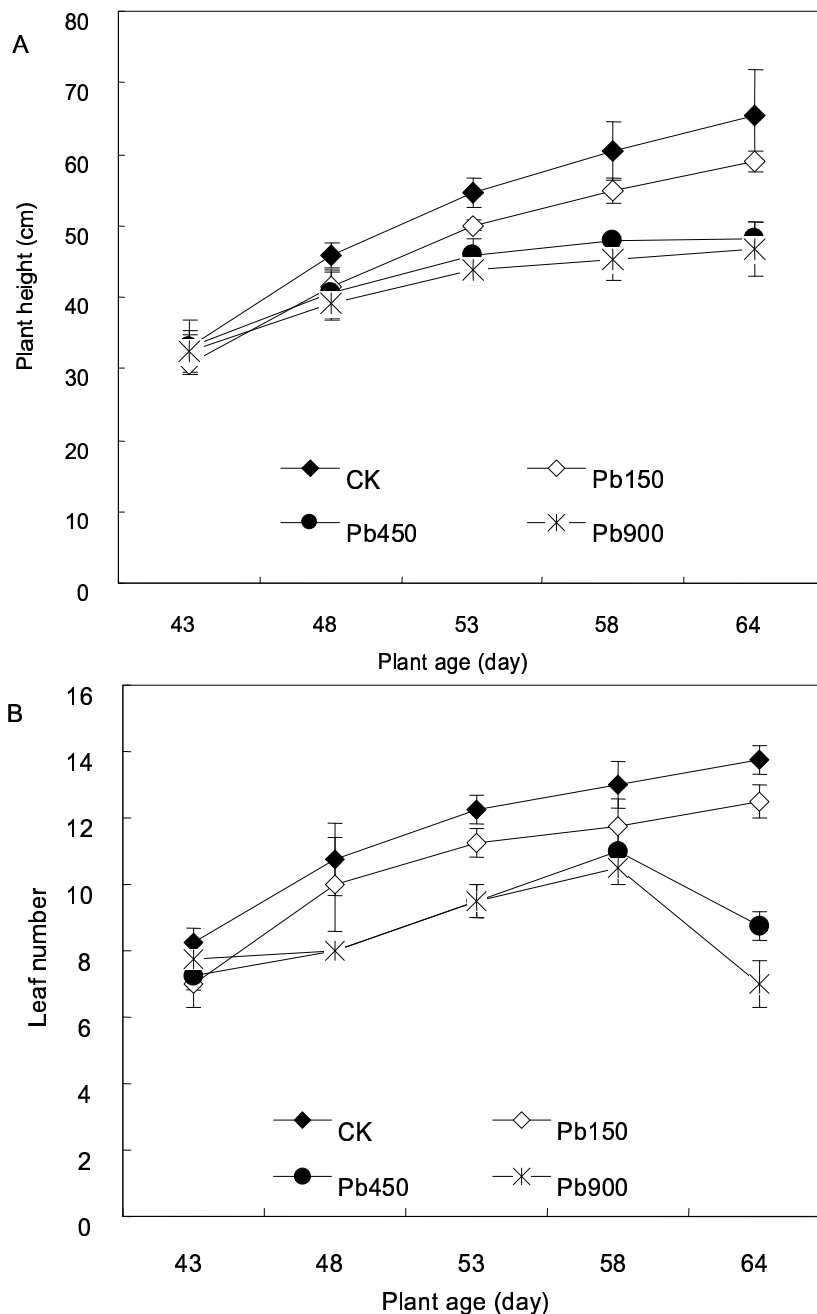 A
80
70
60
50
40
30
20
10
0
Plant height (cm)
CK
Pb150
Pb450
Pb900
43 48 53 58 64
Plant age (day)
B
16
14
12
10
8
6
4
2
0
Leaf number
CK
Pb150
Pb450
Pb900
43 48 53 58 64
Plant age (day)